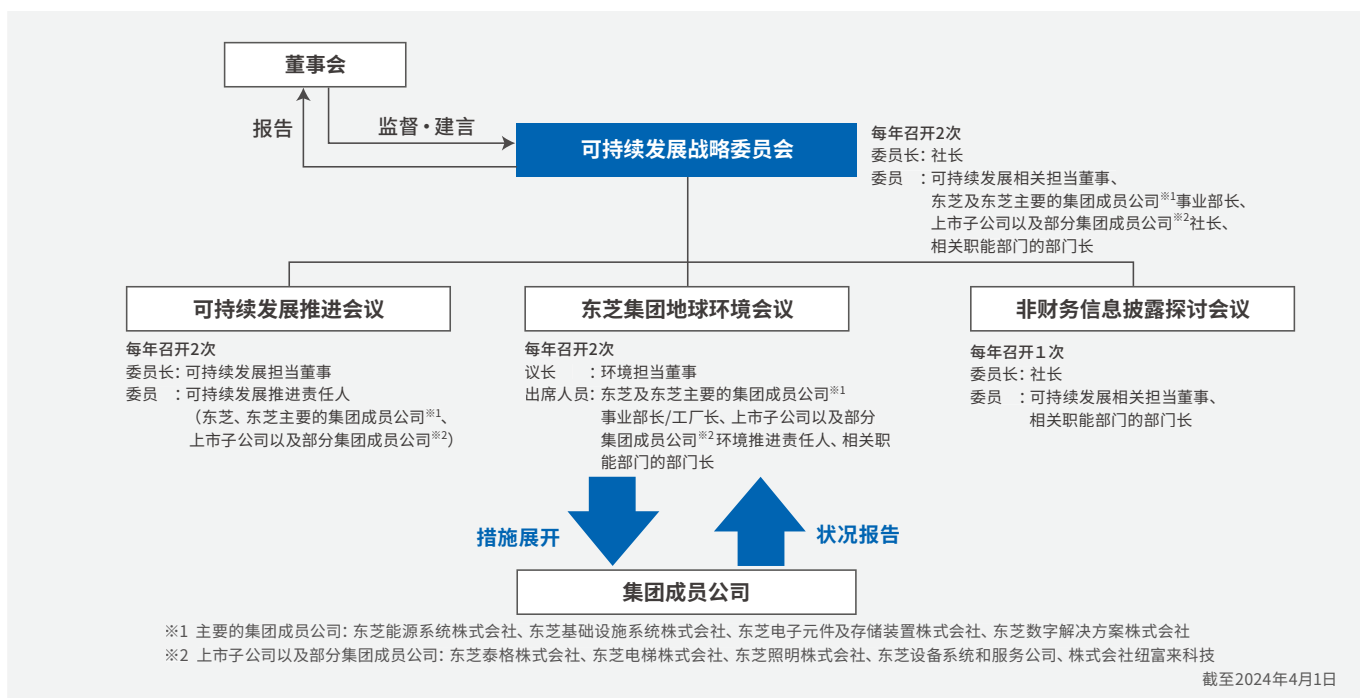 董事会
报告
监督·建言
可持续发展战略委员会
每年召开2次
委员长：社长
委员　：可持续发展相关担当董事、
东芝及东芝主要的集团成员公司※1事业部长、
上市子公司以及部分集团成员公司※2社长、
相关职能部门的部门长
可持续发展推进会议
每年召开2次
委员长：可持续发展担当董事
委员　：可持续发展推进责任人
（东芝、东芝主要的集团成员公司※1、
上市子公司以及部分集团成员公司※2）
东芝集团地球环境会议
每年召开2次
议长　　：环境担当董事
出席人员：东芝及东芝主要的集团成员公司※1
事业部长/工厂长、上市子公司以及部分
集团成员公司※2环境推进责任人、相关职
能部门的部门长
非财务信息披露探讨会议
每年召开１次
委员长：社长
委员　：可持续发展相关担当董事、
相关职能部门的部门长
措施展开
状况报告
集团成员公司
※1 主要的集团成员公司：东芝能源系统株式会社、东芝基础设施系统株式会社、东芝电子元件及存储装置株式会社、东芝数字解决方案株式会社
※2 上市子公司以及部分集团成员公司：东芝泰格株式会社、东芝电梯株式会社、东芝照明株式会社、东芝设备系统和服务公司、株式会社纽富来科技
截至2024年4月1日